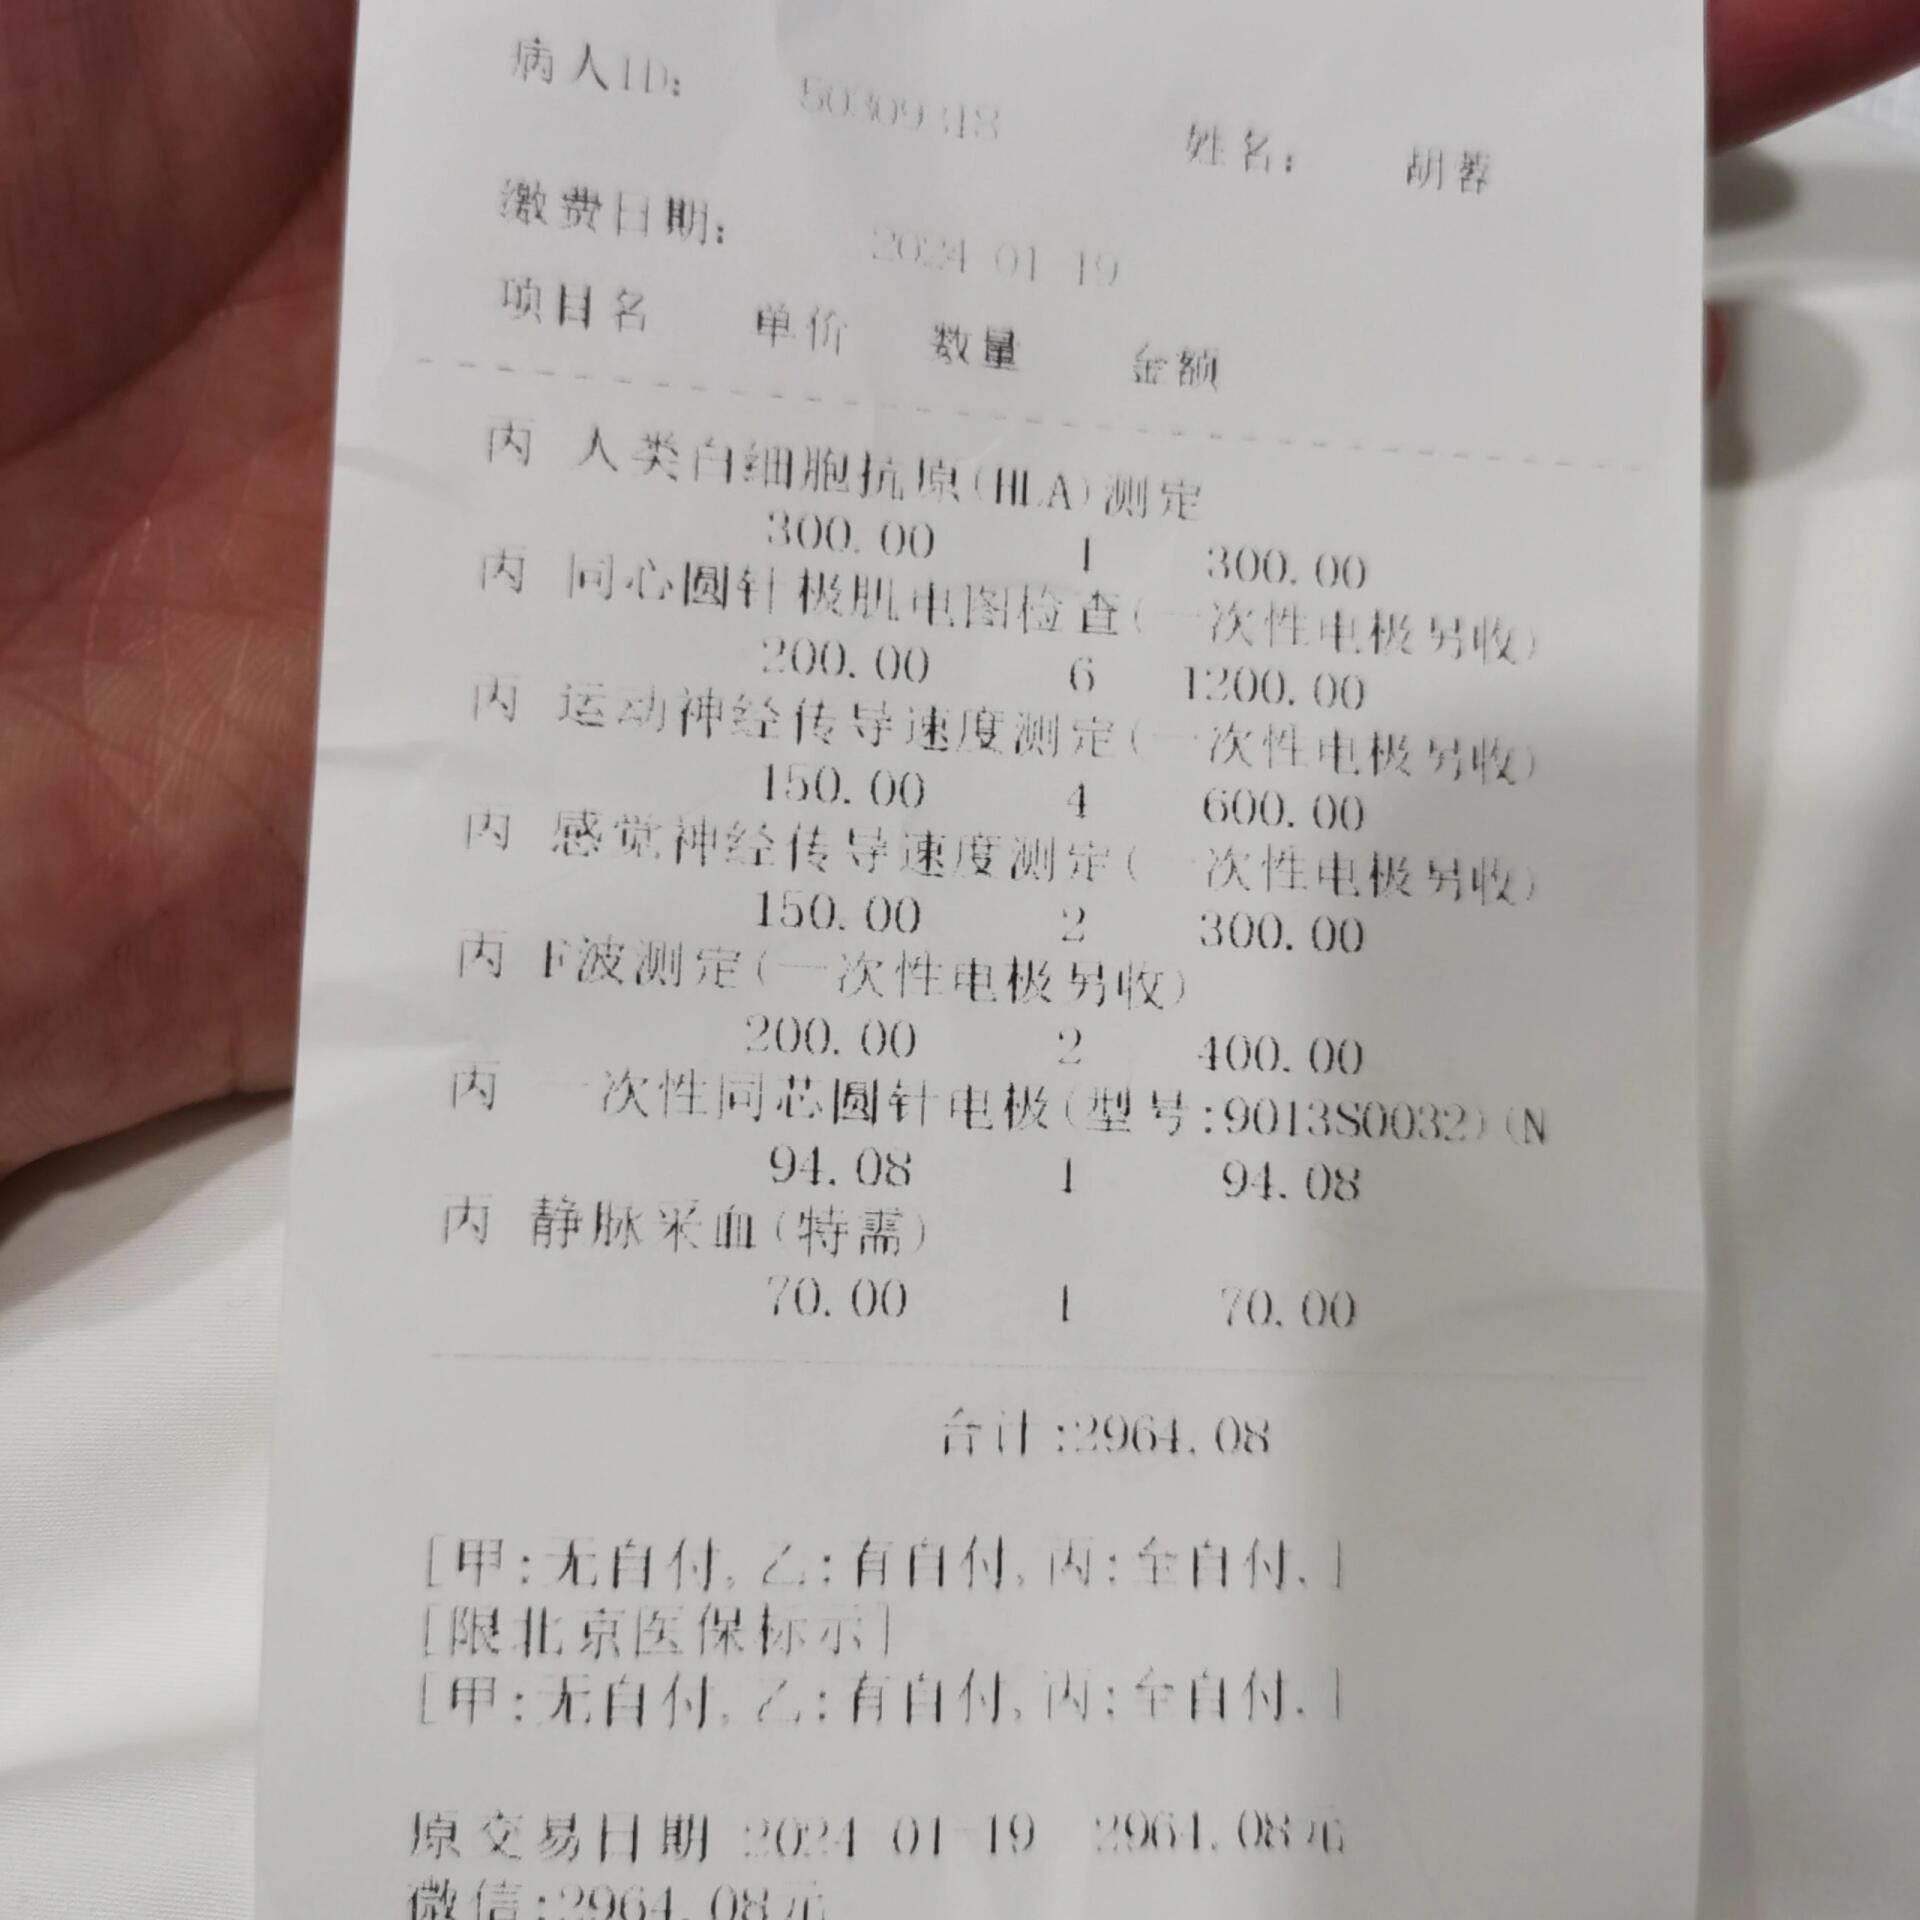 病人ID: 50309318 姓名: 胡蓉
缴费日期: 2024-01-19
项目名 单价 数量 金额
丙 人类白细胞抗原(HLA)测定
300.00 1 300.00
丙 同心圆针极肌电图检查(一次性电极另收)
200.00 6 1200.00
丙 运动神经传导速度测定(一次性电极另收)
150.00 4 600.00
丙 感觉神经传导速度测定(一次性电极另收)
150.00 2 300.00
丙 F波测定(一次性电极另收)
200.00 2 400.00
丙 一次性同芯圆针电极(型号:9013S0032)(N
94.08 1 94.08
丙 静脉采血(特需)
70.00 1 70.00
合计:2964.08
[甲:无自付,乙:有自付,丙:全自付.]
[限北京医保标示]
[甲:无自付,乙:有自付,丙:全自付.]
原交易日期 2024-01-19 2964.08元
微信:2964.08元